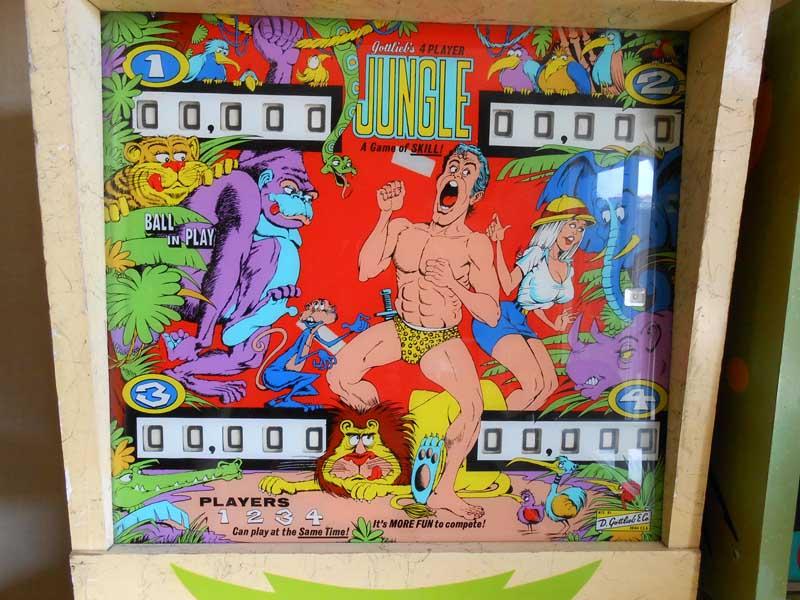 Gottlieb's 4 PLAYER
JUNGLE
A Game of SKILL!
1
00,000
2
00,000
BALL
IN PLAY
3
00,000
4
00,000
PLAYERS
1 2 3 4
Can play at the Same Time!
It's MORE FUN to compete!
D. Gottlieb & Co.